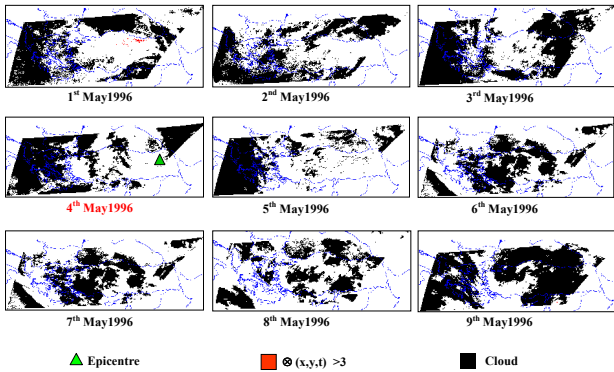 1st May1996
2nd May1996
3rd May1996
4th May1996
5th May1996
6th May1996
7th May1996
8th May1996
9th May1996
Epicentre
⊗(x,y,t) >3
Cloud